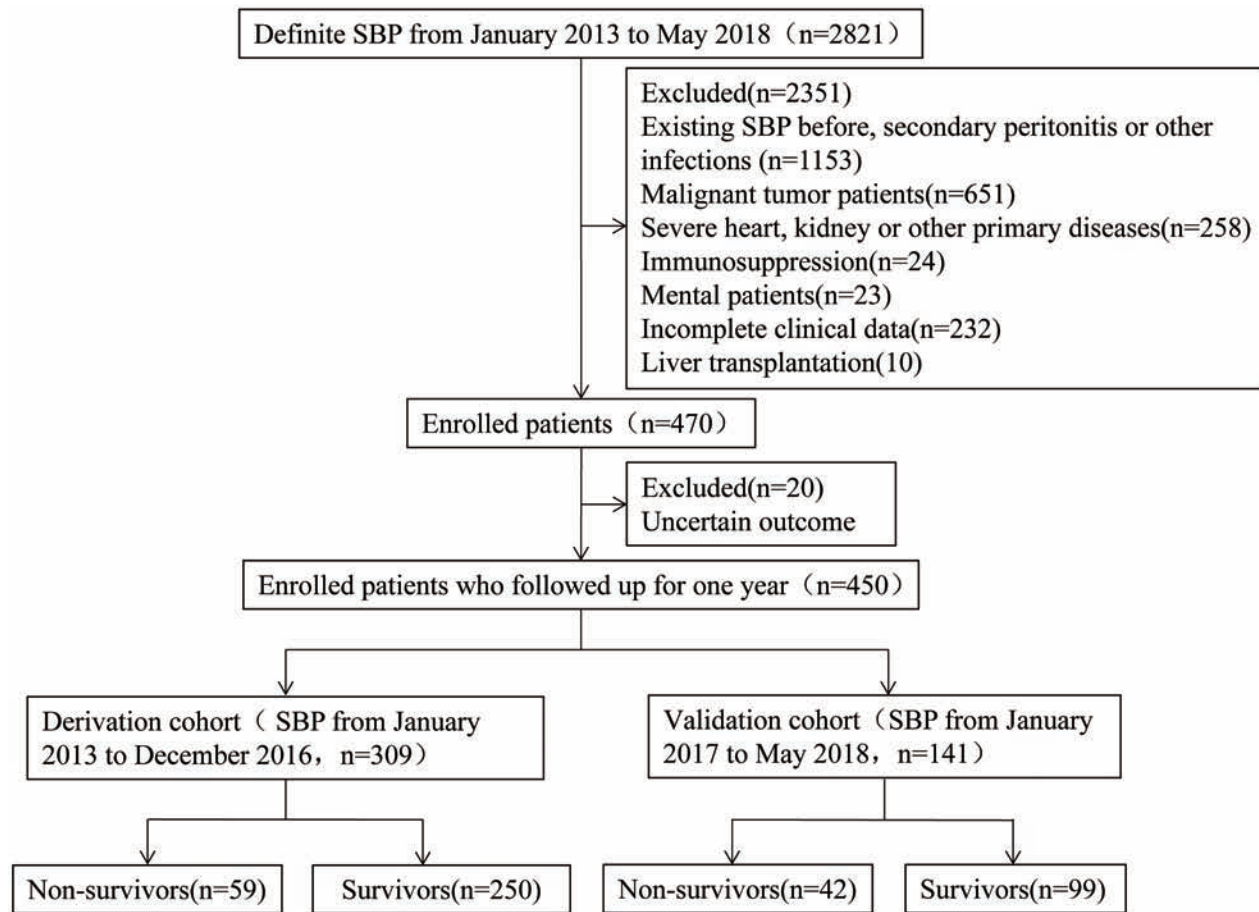 Definite SBP from January 2013 to May 2018（n=2821）
Excluded(n=2351)
Existing SBP before, secondary peritonitis or other
infections (n=1153)
Malignant tumor patients(n=651)
Severe heart, kidney or other primary diseases(n=258)
Immunosuppression(n=24)
Mental patients(n=23)
Incomplete clinical data(n=232)
Liver transplantation(10)
Enrolled patients（n=470）
Excluded(n=20)
Uncertain outcome
Enrolled patients who followed up for one year（n=450）
Derivation cohort（ SBP from January
2013 to December 2016，n=309）
Validation cohort（SBP from January
2017 to May 2018，n=141）
Non-survivors(n=59)
Survivors(n=250)
Non-survivors(n=42)
Survivors(n=99)